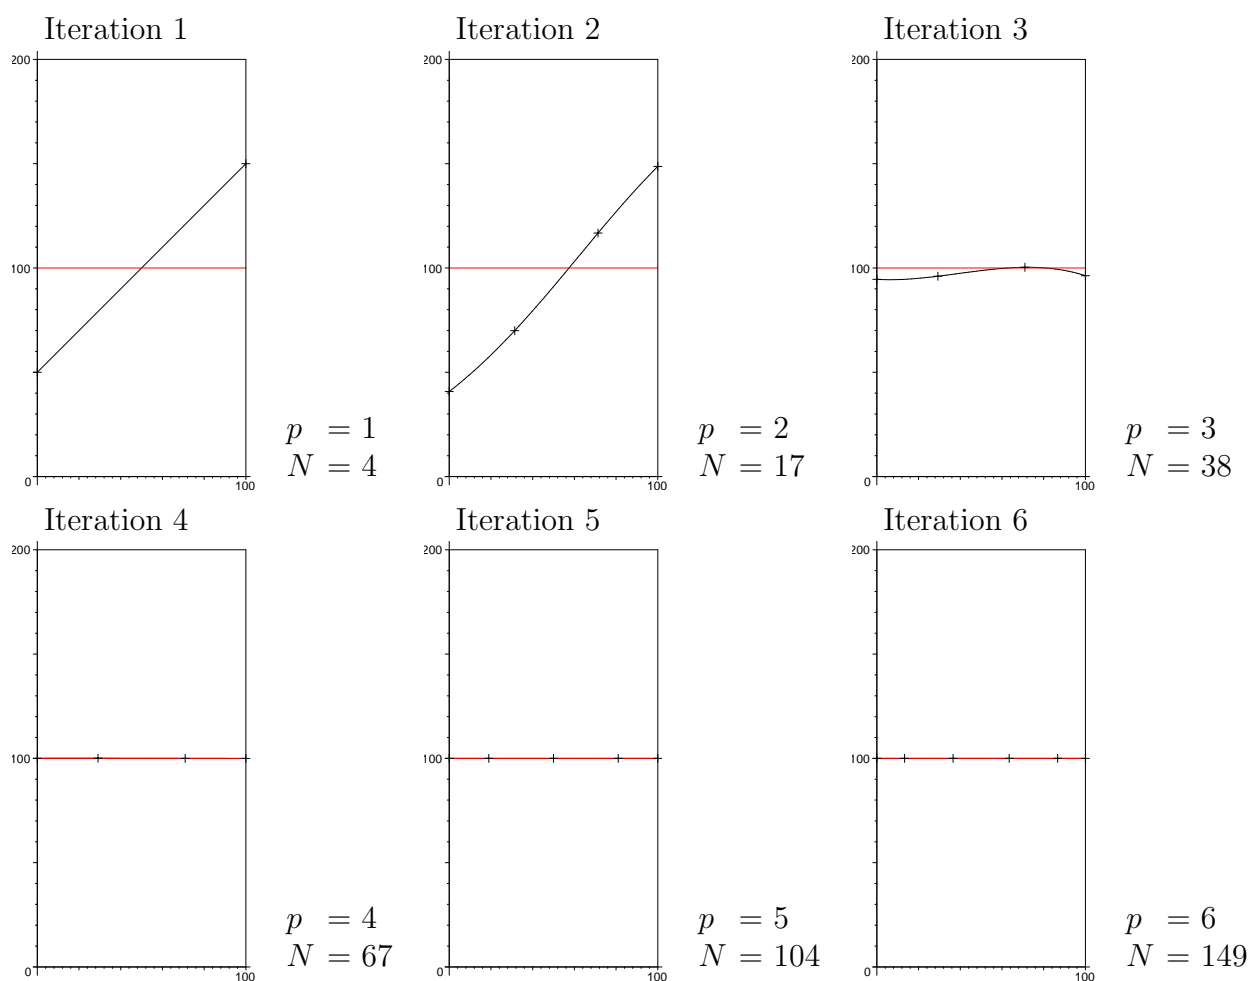 Iteration 1
200
100
0
100
p = 1
N = 4
Iteration 2
200
100
0
100
p = 2
N = 17
Iteration 3
200
100
0
100
p = 3
N = 38
Iteration 4
200
100
0
100
p = 4
N = 67
Iteration 5
200
100
0
100
p = 5
N = 104
Iteration 6
200
100
0
100
p = 6
N = 149